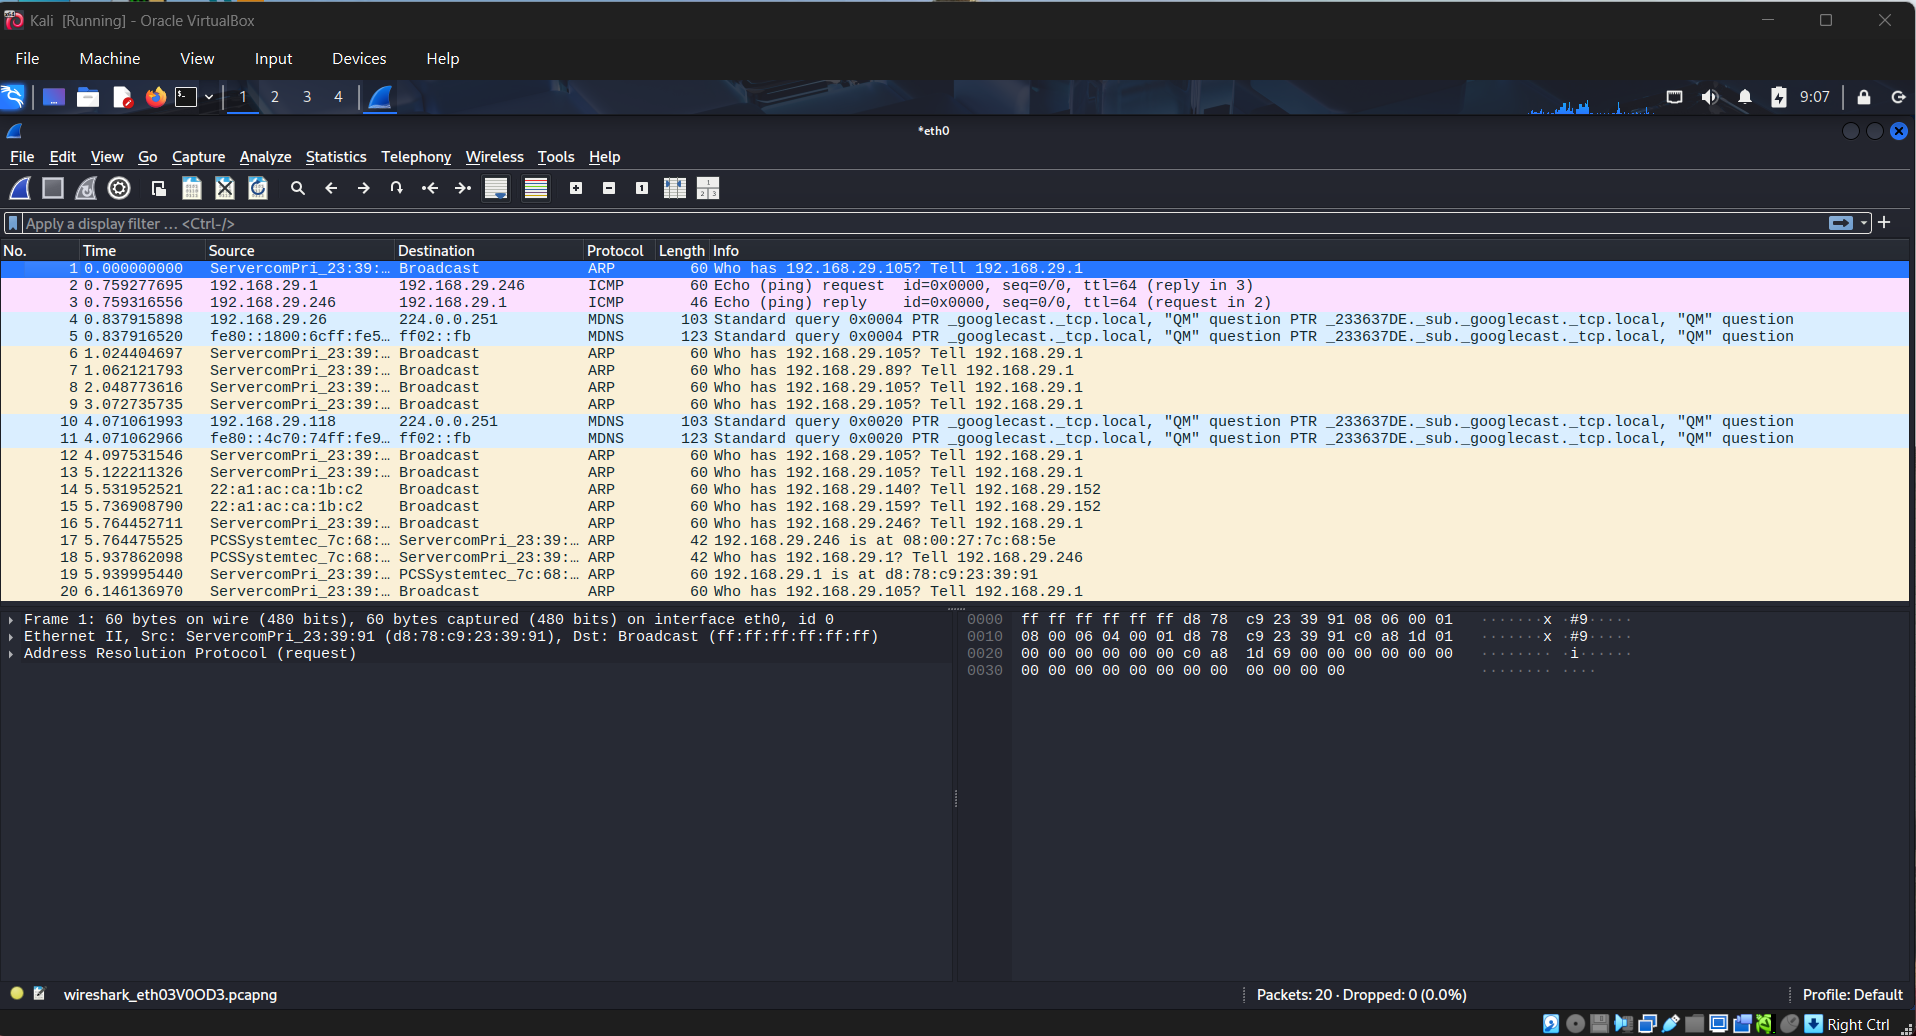 Kali [Running] - Oracle VirtualBox
File Machine View Input Devices Help
1 2 3 4 9:07
*eth0
File Edit View Go Capture Analyze Statistics Telephony Wireless Tools Help
Apply a display filter … <Ctrl-/>
No. Time Source Destination Protocol Length Info
1 0.000000000 ServercomPri_23:39:… Broadcast ARP 60 Who has 192.168.29.105? Tell 192.168.29.1
2 0.759277695 192.168.29.1 192.168.29.246 ICMP 60 Echo (ping) request id=0x0000, seq=0/0, ttl=64 (reply in 3)
3 0.759316556 192.168.29.246 192.168.29.1 ICMP 46 Echo (ping) reply id=0x0000, seq=0/0, ttl=64 (request in 2)
4 0.837915898 192.168.29.26 224.0.0.251 MDNS 103 Standard query 0x0004 PTR _googlecast._tcp.local, "QM" question PTR _233637DE._sub._googlecast._tcp.local, "QM" question
5 0.837916520 fe80::1800:6cff:fe5… ff02::fb MDNS 123 Standard query 0x0004 PTR _googlecast._tcp.local, "QM" question PTR _233637DE._sub._googlecast._tcp.local, "QM" question
6 1.024404697 ServercomPri_23:39:… Broadcast ARP 60 Who has 192.168.29.105? Tell 192.168.29.1
7 1.062121793 ServercomPri_23:39:… Broadcast ARP 60 Who has 192.168.29.89? Tell 192.168.29.1
8 2.048773616 ServercomPri_23:39:… Broadcast ARP 60 Who has 192.168.29.105? Tell 192.168.29.1
9 3.072735735 ServercomPri_23:39:… Broadcast ARP 60 Who has 192.168.29.105? Tell 192.168.29.1
10 4.071061993 192.168.29.118 224.0.0.251 MDNS 103 Standard query 0x0020 PTR _googlecast._tcp.local, "QM" question PTR _233637DE._sub._googlecast._tcp.local, "QM" question
11 4.071062966 fe80::4c70:74ff:fe9… ff02::fb MDNS 123 Standard query 0x0020 PTR _googlecast._tcp.local, "QM" question PTR _233637DE._sub._googlecast._tcp.local, "QM" question
12 4.097531546 ServercomPri_23:39:… Broadcast ARP 60 Who has 192.168.29.105? Tell 192.168.29.1
13 5.122211326 ServercomPri_23:39:… Broadcast ARP 60 Who has 192.168.29.105? Tell 192.168.29.1
14 5.531952521 22:a1:ac:ca:1b:c2 Broadcast ARP 60 Who has 192.168.29.140? Tell 192.168.29.152
15 5.736908790 22:a1:ac:ca:1b:c2 Broadcast ARP 60 Who has 192.168.29.159? Tell 192.168.29.152
16 5.764452711 ServercomPri_23:39:… Broadcast ARP 60 Who has 192.168.29.246? Tell 192.168.29.1
17 5.764475525 PCSSystemtec_7c:68:… ServercomPri_23:39:… ARP 42 192.168.29.246 is at 08:00:27:7c:68:5e
18 5.937862098 PCSSystemtec_7c:68:… ServercomPri_23:39:… ARP 42 Who has 192.168.29.1? Tell 192.168.29.246
19 5.939995440 ServercomPri_23:39:… PCSSystemtec_7c:68:… ARP 60 192.168.29.1 is at d8:78:c9:23:39:91
20 6.146136970 ServercomPri_23:39:… Broadcast ARP 60 Who has 192.168.29.105? Tell 192.168.29.1
Frame 1: 60 bytes on wire (480 bits), 60 bytes captured (480 bits) on interface eth0, id 0
Ethernet II, Src: ServercomPri_23:39:91 (d8:78:c9:23:39:91), Dst: Broadcast (ff:ff:ff:ff:ff:ff)
Address Resolution Protocol (request)
0000 ff ff ff ff ff ff d8 78 c9 23 39 91 08 06 00 01 ·······x ·#9·····
0010 08 00 06 04 00 01 d8 78 c9 23 39 91 c0 a8 1d 01 ·······x ·#9·····
0020 00 00 00 00 00 00 c0 a8 1d 69 00 00 00 00 00 00 ········ ·i······
0030 00 00 00 00 00 00 00 00 00 00 00 00 ········ ····
wireshark_eth03V0OD3.pcapng Packets: 20 · Dropped: 0 (0.0%) Profile: Default
Right Ctrl